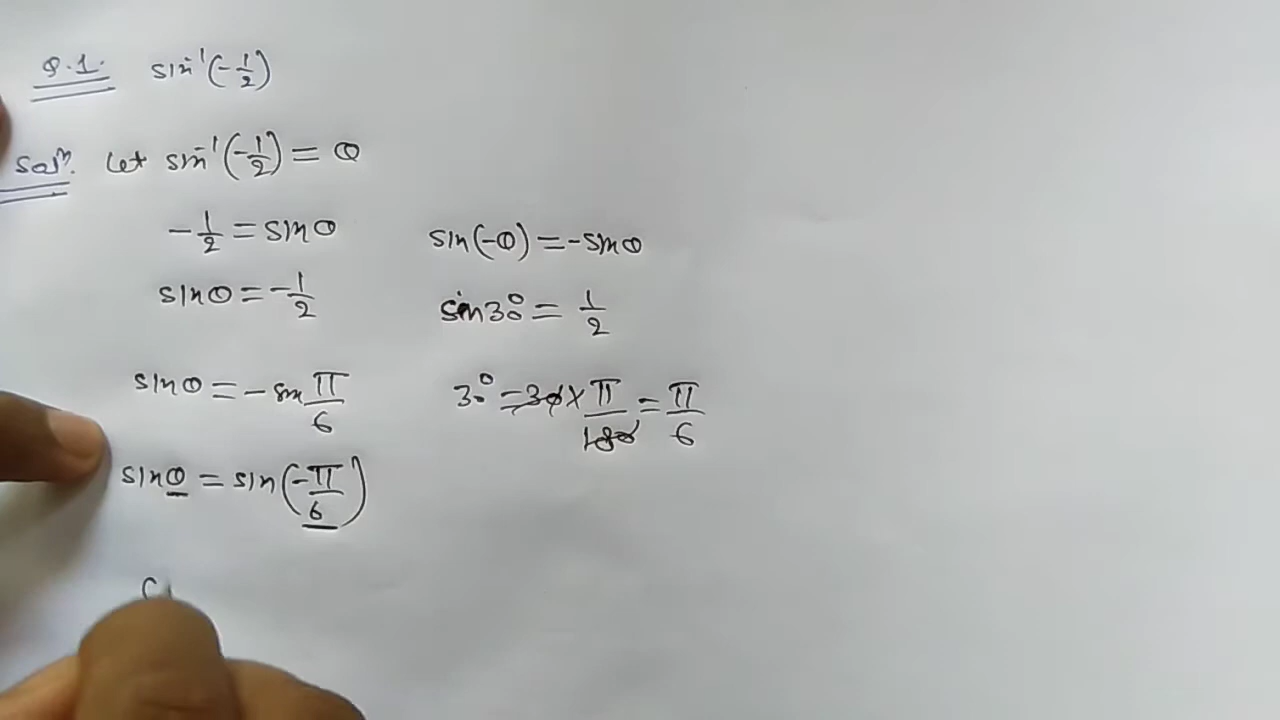 Q.1. sin⁻¹(-1/2)
Solⁿ. Let sin⁻¹(-1/2) = θ
-1/2 = sinθ
sinθ = -1/2
sinθ = -sin π/6
sinθ = sin(-π/6)
sin(-θ) = -sinθ
sin30° = 1/2
30° = 30 × π/180 = π/6